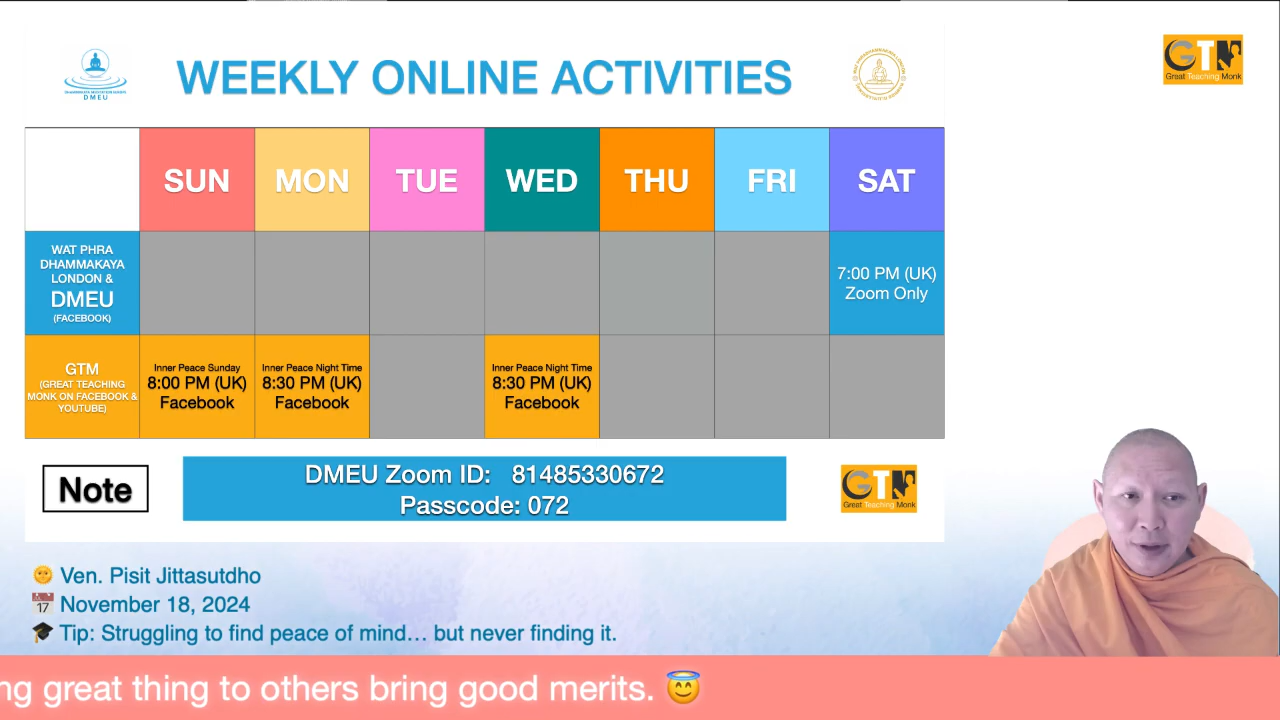 WEEKLY ONLINE ACTIVITIES
DMEU
GTM
Great Teaching Monk
SUN
MON
TUE
WED
THU
FRI
SAT
WAT PHRA
DHAMMAKAYA
LONDON &
DMEU
(FACEBOOK)
7:00 PM (UK)
Zoom Only
GTM
(GREAT TEACHING
MONK ON FACEBOOK &
YOUTUBE)
Inner Peace Sunday
8:00 PM (UK)
Facebook
Inner Peace Night Time
8:30 PM (UK)
Facebook
Inner Peace Night Time
8:30 PM (UK)
Facebook
Note
DMEU Zoom ID: 81485330672
Passcode: 072
GTM
Great Teaching Monk
Ven. Pisit Jittasutdho
17
November 18, 2024
Tip: Struggling to find peace of mind... but never finding it.
ng great thing to others bring good merits.